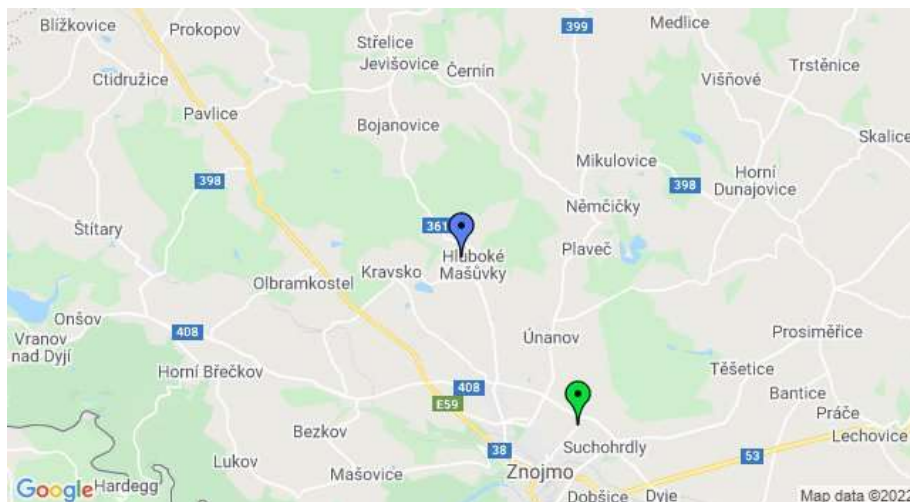 Blížkovice
Prokopov
Střelice
399
Medlice
Ctidružice
Jevišovice
Černin
Višňové
Trstěnice
Pavlice
Bojanovice
Skalice
Mikulovice
398
398
Horní
Dunajovice
Němčičky
361
Štítary
Plaveč
Hluboké
Mašůvky
Kravsko
Olbramkostel
Onšov
408
Únanov
Prosiměřice
Vranov
nad Dyjí
Horní Břečkov
Těšetice
408
Bantice
E59
Práče
Bezkov
Suchohrdly
Lechovice
38
53
Lukov
Mašovice
Znojmo
Google
Hardegg
Dobšice
Dyje
Map data ©2022